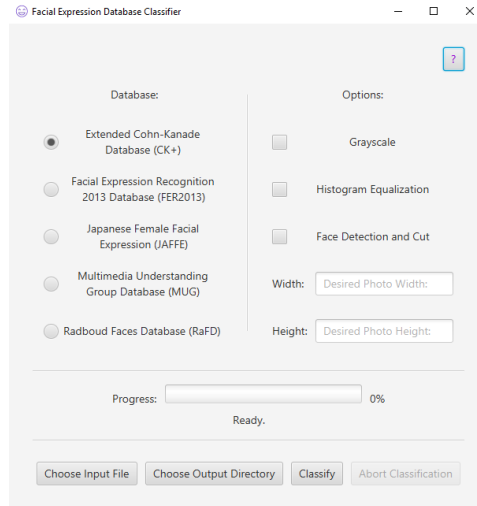 Facial Expression Database Classifier
?
Database:
Extended Cohn-Kanade
Database (CK+)
Facial Expression Recognition
2013 Database (FER2013)
Japanese Female Facial
Expression (JAFFE)
Multimedia Understanding
Group Database (MUG)
Radboud Faces Database (RaFD)
Options:
Grayscale
Histogram Equalization
Face Detection and Cut
Width: Desired Photo Width:
Height: Desired Photo Height:
Progress: 0%
Ready.
Choose Input File Choose Output Directory Classify Abort Classification